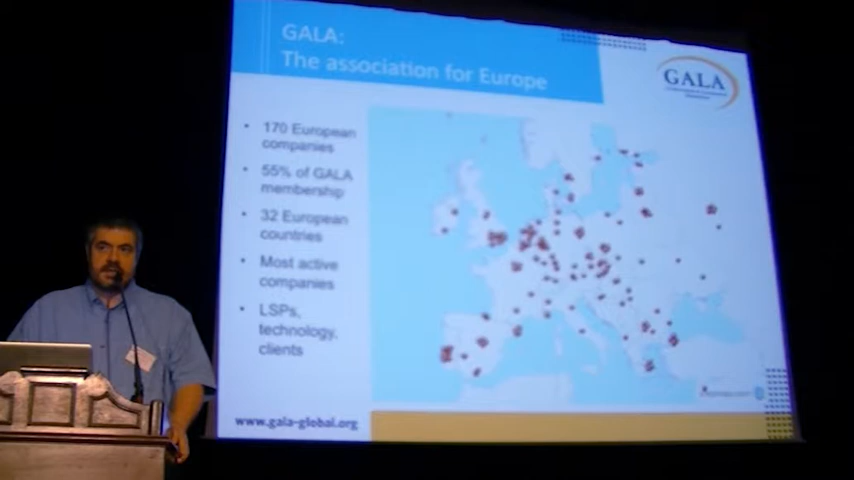 GALA:
The association for Europe
GALA
• 170 European
companies
• 55% of GALA
membership
• 32 European
countries
• Most active
companies
• LSPs,
technology,
clients
www.gala-global.org